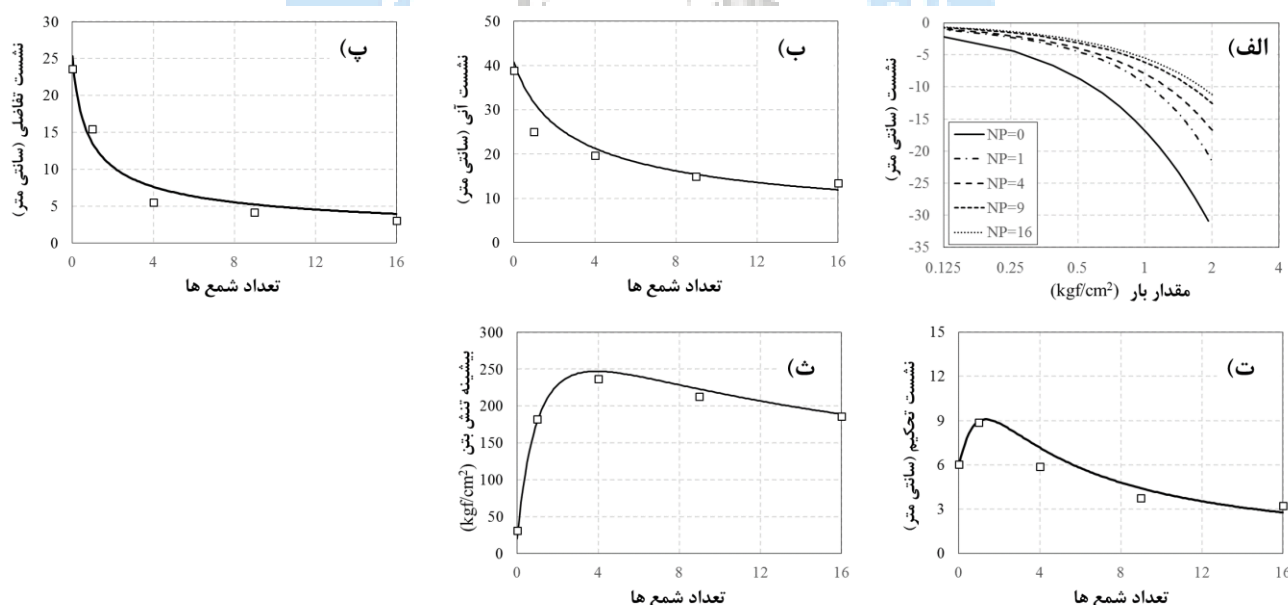 الف)
نشست (سانتی متر)
0
-5
-10
-15
-20
-25
-30
-35
NP=0
NP=1
NP=4
NP=9
NP=16
0.125 0.25 0.5 1 2 4
مقدار بار (kgf/cm²)
ب)
نشست آنی (سانتی متر)
50
40
30
20
10
0
0 4 8 12 16
تعداد شمع ها
پ)
نشست تفاضلی (سانتی متر)
30
25
20
15
10
5
0
0 4 8 12 16
تعداد شمع ها
ت)
نشست تحکیم (سانتی متر)
15
12
9
6
3
0
0 4 8 12 16
تعداد شمع ها
ث)
بیشینه تنش بتن (kgf/cm²)
300
250
200
150
100
50
0
0 4 8 12 16
تعداد شمع ها